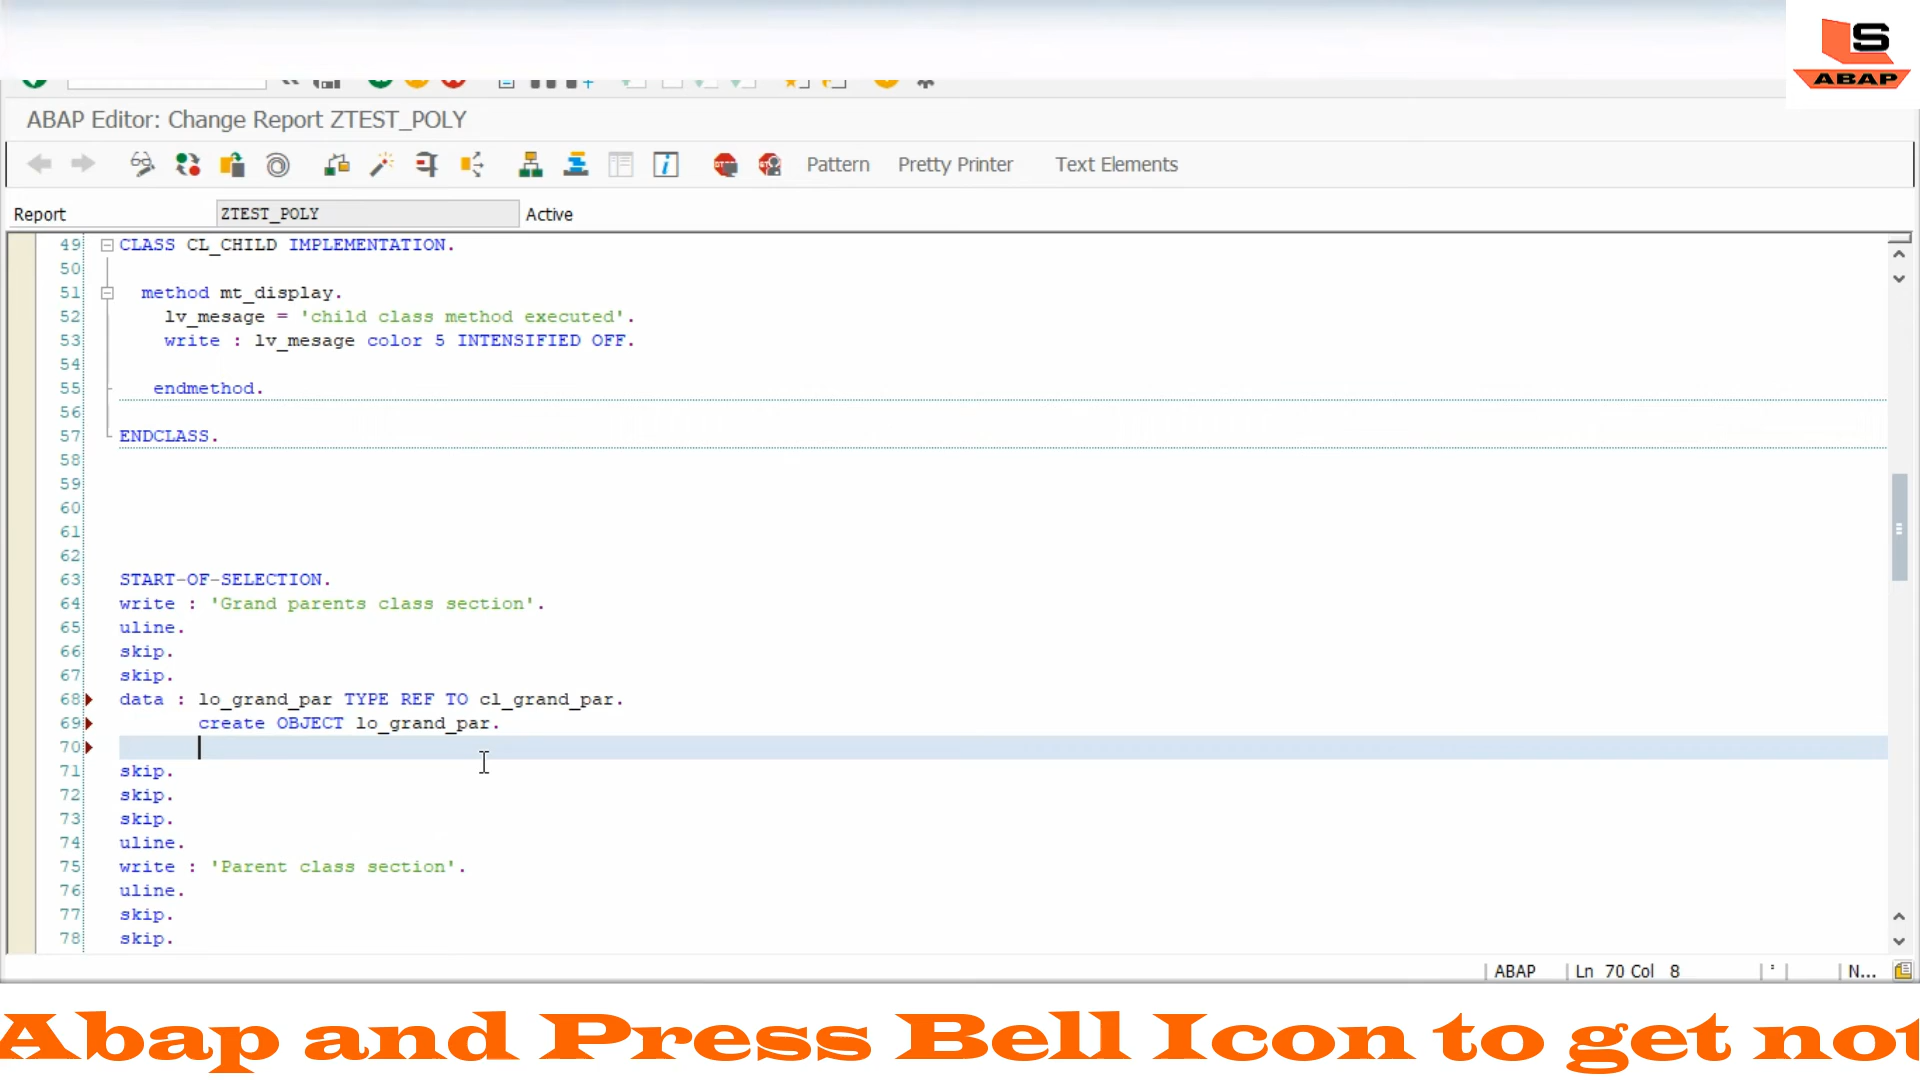 S
ABAP
ABAP Editor: Change Report ZTEST_POLY
Pattern Pretty Printer Text Elements
Report ZTEST_POLY Active
49 CLASS CL_CHILD IMPLEMENTATION.
50
51 method mt_display.
52 lv_mesage = 'child class method executed'.
53 write : lv_mesage color 5 INTENSIFIED OFF.
54
55 endmethod.
56
57 ENDCLASS.
58
59
60
61
62
63 START-OF-SELECTION.
64 write : 'Grand parents class section'.
65 uline.
66 skip.
67 skip.
68 data : lo_grand_par TYPE REF TO cl_grand_par.
69 create OBJECT lo_grand_par.
70
71 skip.
72 skip.
73 skip.
74 uline.
75 write : 'Parent class section'.
76 uline.
77 skip.
78 skip.
ABAP Ln 70 Col 8 N...
Abap and Press Bell Icon to get not